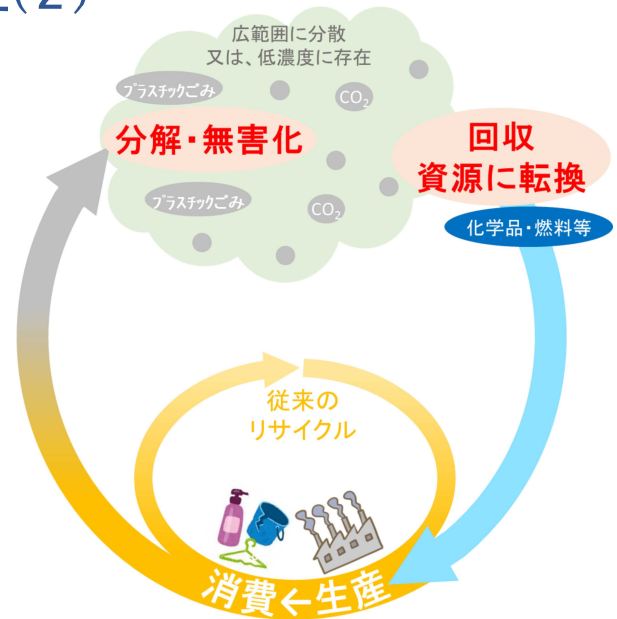 (2)
広範囲に分散
又は、低濃度に存在
プラスチックごみ
CO₂
分解・無害化
回収
資源に転換
プラスチックごみ
CO₂
化学品・燃料等
従来の
リサイクル
消費←生産